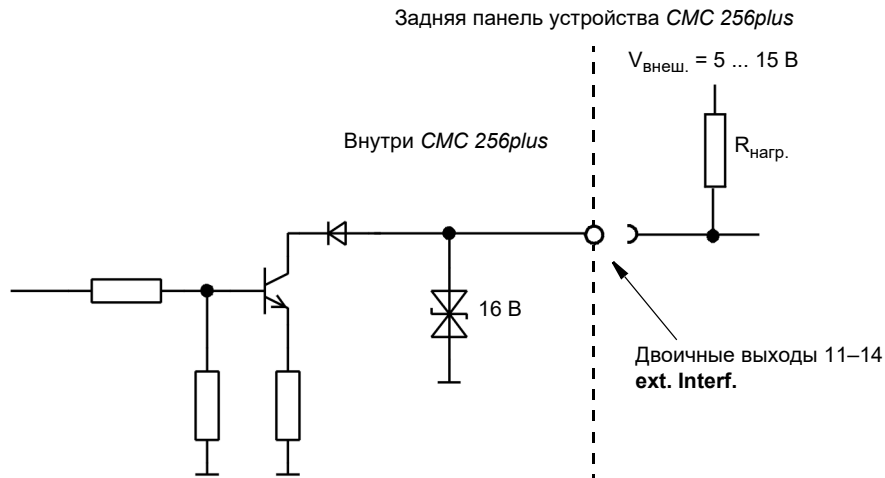 Задняя панель устройства CMC 256plus
Vвнеш. = 5 ... 15 В
Внутри CMC 256plus
Rнагр.
16 В
Двоичные выходы 11–14
ext. Interf.